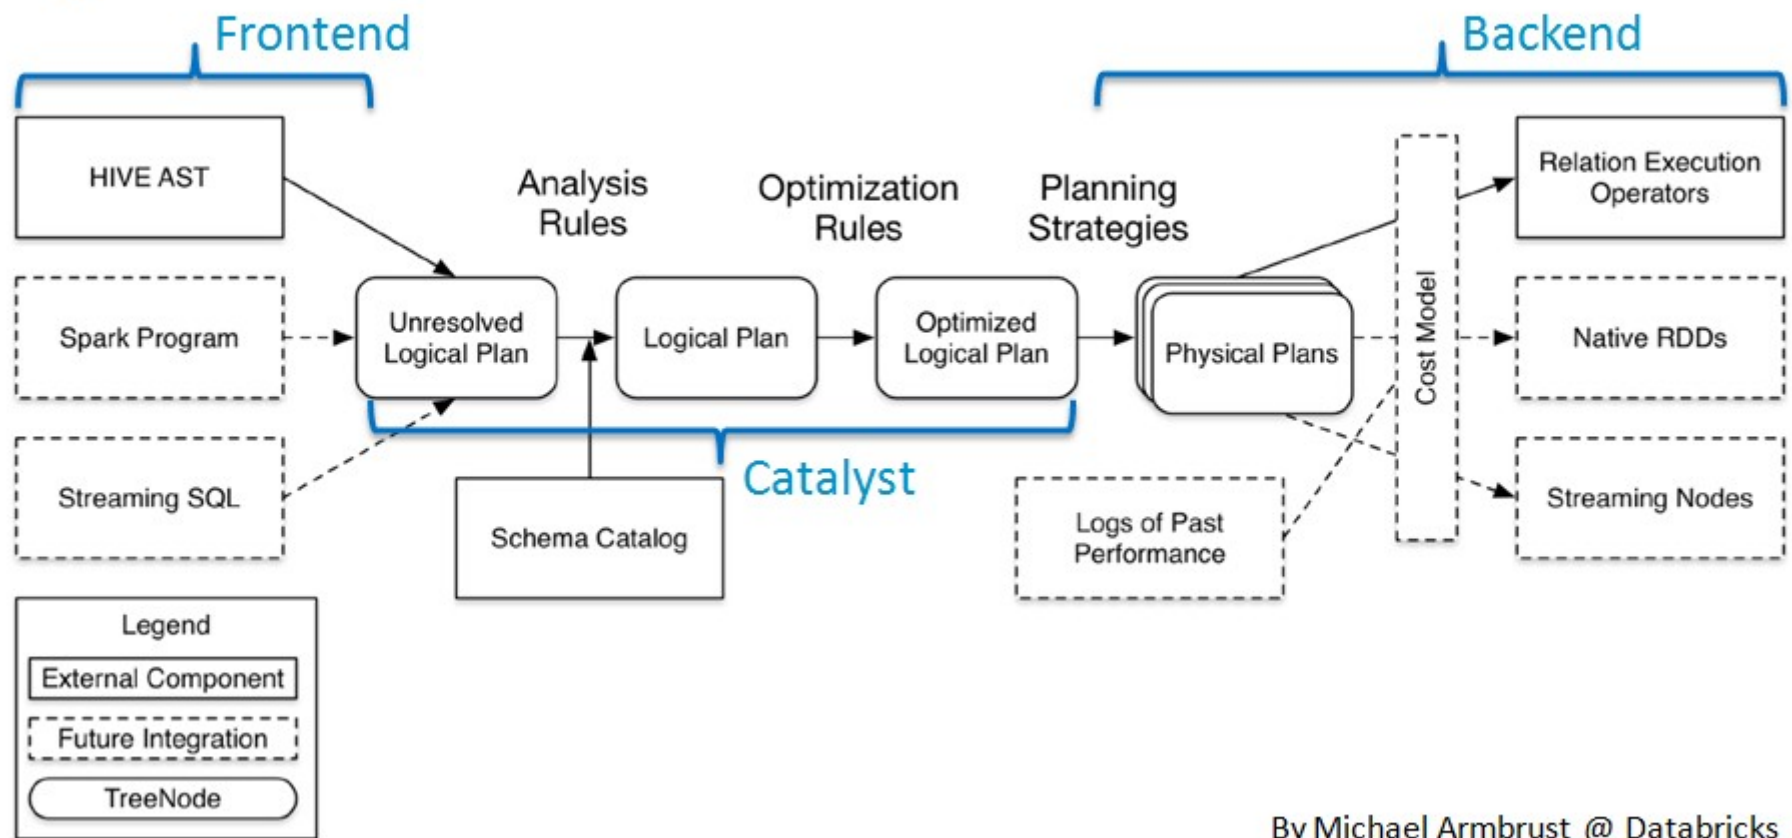 Frontend
Backend
HIVE AST
Analysis
Rules
Optimization
Rules
Planning
Strategies
Relation Execution
Operators
Spark Program
Unresolved
Logical Plan
Logical Plan
Optimized
Logical Plan
Physical Plans
Cost Model
Native RDDs
Streaming SQL
Catalyst
Schema Catalog
Logs of Past
Performance
Streaming Nodes
Legend
External Component
Future Integration
TreeNode
By Michael Armbrust @ Databricks